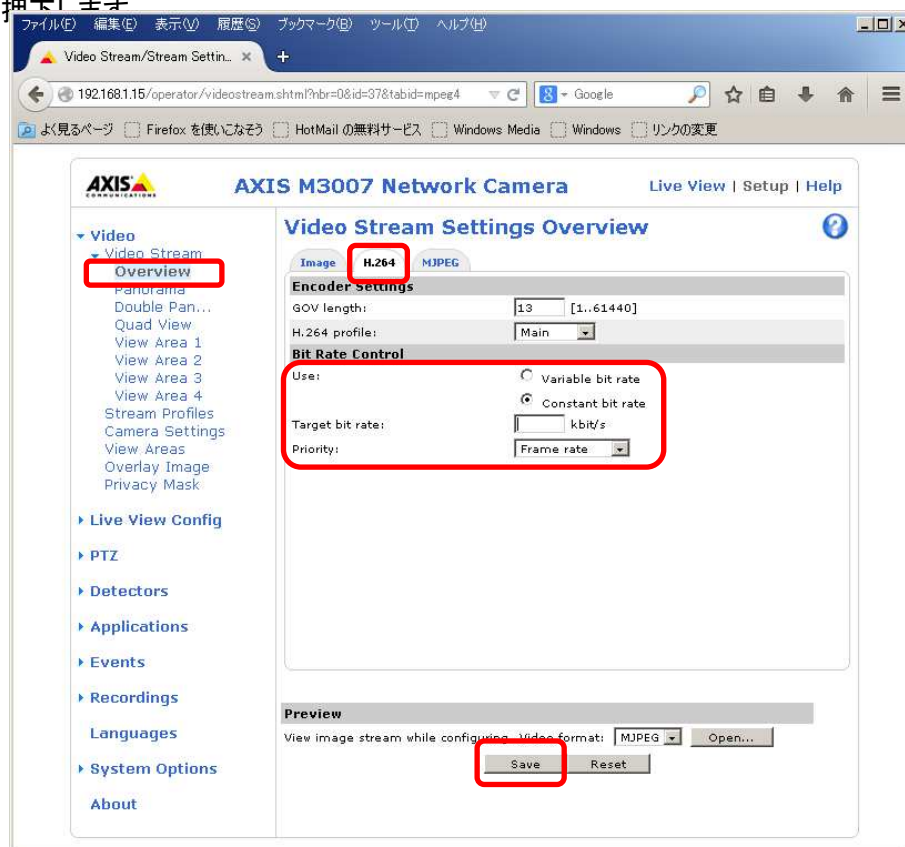 押下します
ファイル(F) 編集(E) 表示(V) 履歴(S) ブックマーク(B) ツール(T) ヘルプ(H)
Video Stream/Stream Settin...
192.168.1.15/operator/videostream.shtml?nbr=0&id=37&tabid=mpeg4
Google
よく見るページ Firefox を使いこなそう HotMail の無料サービス Windows Media Windows リンクの変更
AXIS COMMUNICATIONS
AXIS M3007 Network Camera
Live View | Setup | Help
Video
Video Stream
Overview
Panorama
Double Pan...
Quad View
View Area 1
View Area 2
View Area 3
View Area 4
Stream Profiles
Camera Settings
View Areas
Overlay Image
Privacy Mask
Live View Config
PTZ
Detectors
Applications
Events
Recordings
Languages
System Options
About
Video Stream Settings Overview
Image H.264 MJPEG
Encoder Settings
GOV length: 13 [1..61440]
H.264 profile: Main
Bit Rate Control
Use: Variable bit rate
Constant bit rate
Target bit rate: kbit/s
Priority: Frame rate
Preview
View image stream while configuring. Video format: MJPEG Open...
Save Reset